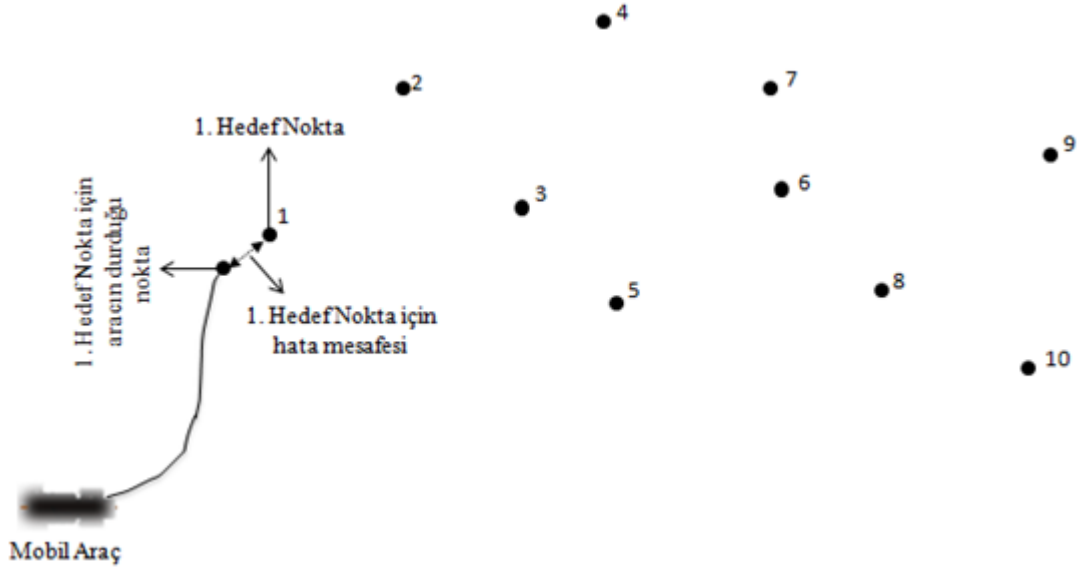 4
2
7
1. Hedef Nokta
9
6
3
1
1. Hedef Nokta için
aracın durduğu
nokta
8
5
1. Hedef Nokta için
hata mesafesi
10
Mobil Araç